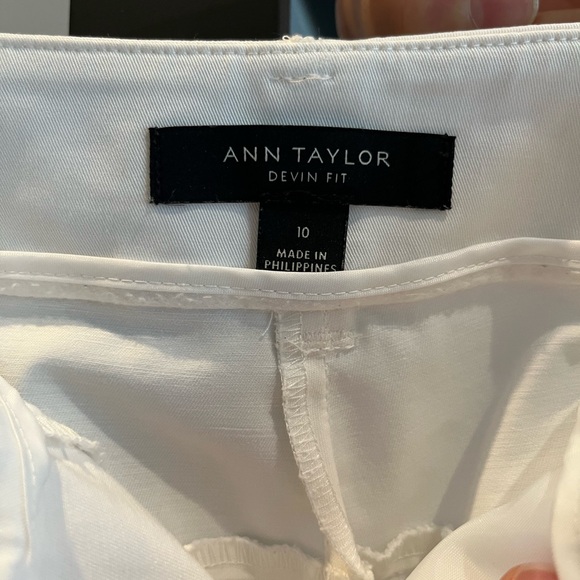 ANN TAYLOR
DEVIN FIT
10
MADE IN
PHILIPPINES